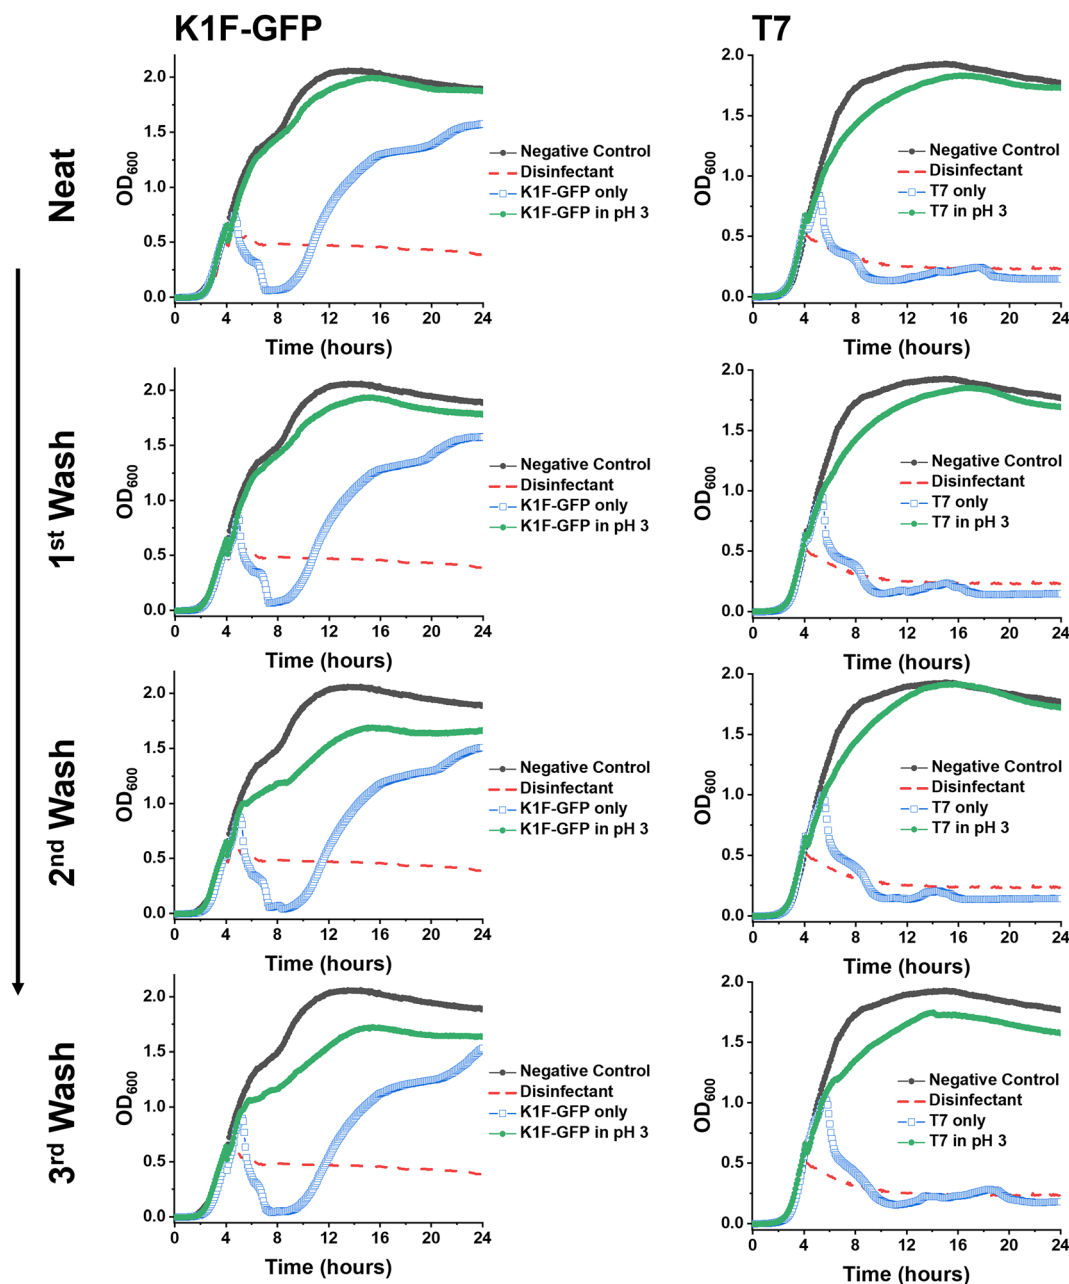 K1F-GFP
T7
Neat
OD600
2.0
1.5
1.0
0.5
0.0
0 4 8 12 16 20 24
Time (hours)
Negative Control
Disinfectant
K1F-GFP only
K1F-GFP in pH 3
OD600
2.0
1.5
1.0
0.5
0.0
0 4 8 12 16 20 24
Time (hours)
Negative Control
Disinfectant
T7 only
T7 in pH 3
1st Wash
OD600
2.0
1.5
1.0
0.5
0.0
0 4 8 12 16 20 24
Time (hours)
Negative Control
Disinfectant
K1F-GFP only
K1F-GFP in pH 3
OD600
2.0
1.5
1.0
0.5
0.0
0 4 8 12 16 20 24
Time (hours)
Negative Control
Disinfectant
T7 only
T7 in pH 3
2nd Wash
OD600
2.0
1.5
1.0
0.5
0.0
0 4 8 12 16 20 24
Time (hours)
Negative Control
Disinfectant
K1F-GFP only
K1F-GFP in pH 3
OD600
2.0
1.5
1.0
0.5
0.0
0 4 8 12 16 20 24
Time (hours)
Negative Control
Disinfectant
T7 only
T7 in pH 3
3rd Wash
OD600
2.0
1.5
1.0
0.5
0.0
0 4 8 12 16 20 24
Time (hours)
Negative Control
Disinfectant
K1F-GFP only
K1F-GFP in pH 3
OD600
2.0
1.5
1.0
0.5
0.0
0 4 8 12 16 20 24
Time (hours)
Negative Control
Disinfectant
T7 only
T7 in pH 3